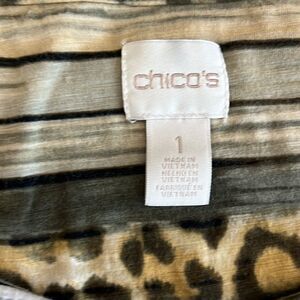 chico's
1
MADE IN
VIETNAM
HECHO EN
VIETNAM
FABRIQUÉ EN
VIETNAM